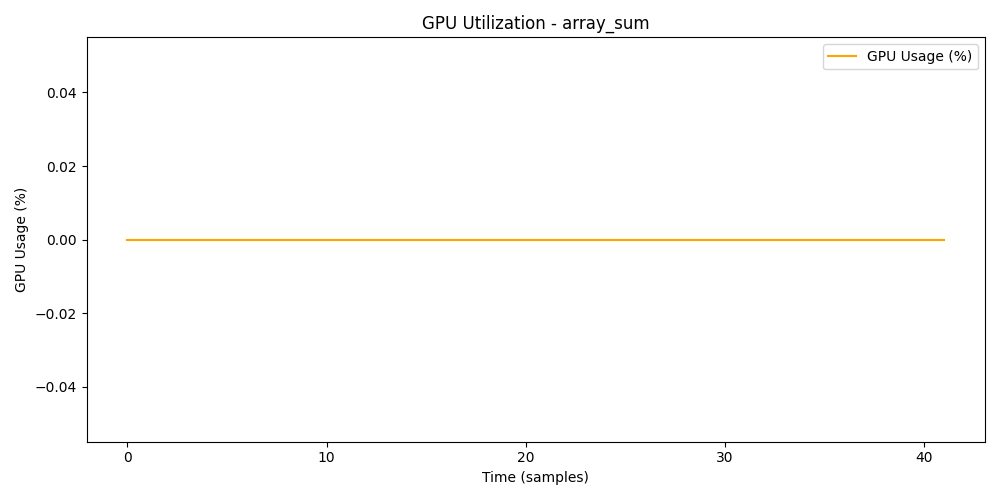 GPU Utilization - array_sum
GPU Usage (%)
0.04
0.02
0.00
−0.02
−0.04
GPU Usage (%)
0 10 20 30 40
Time (samples)